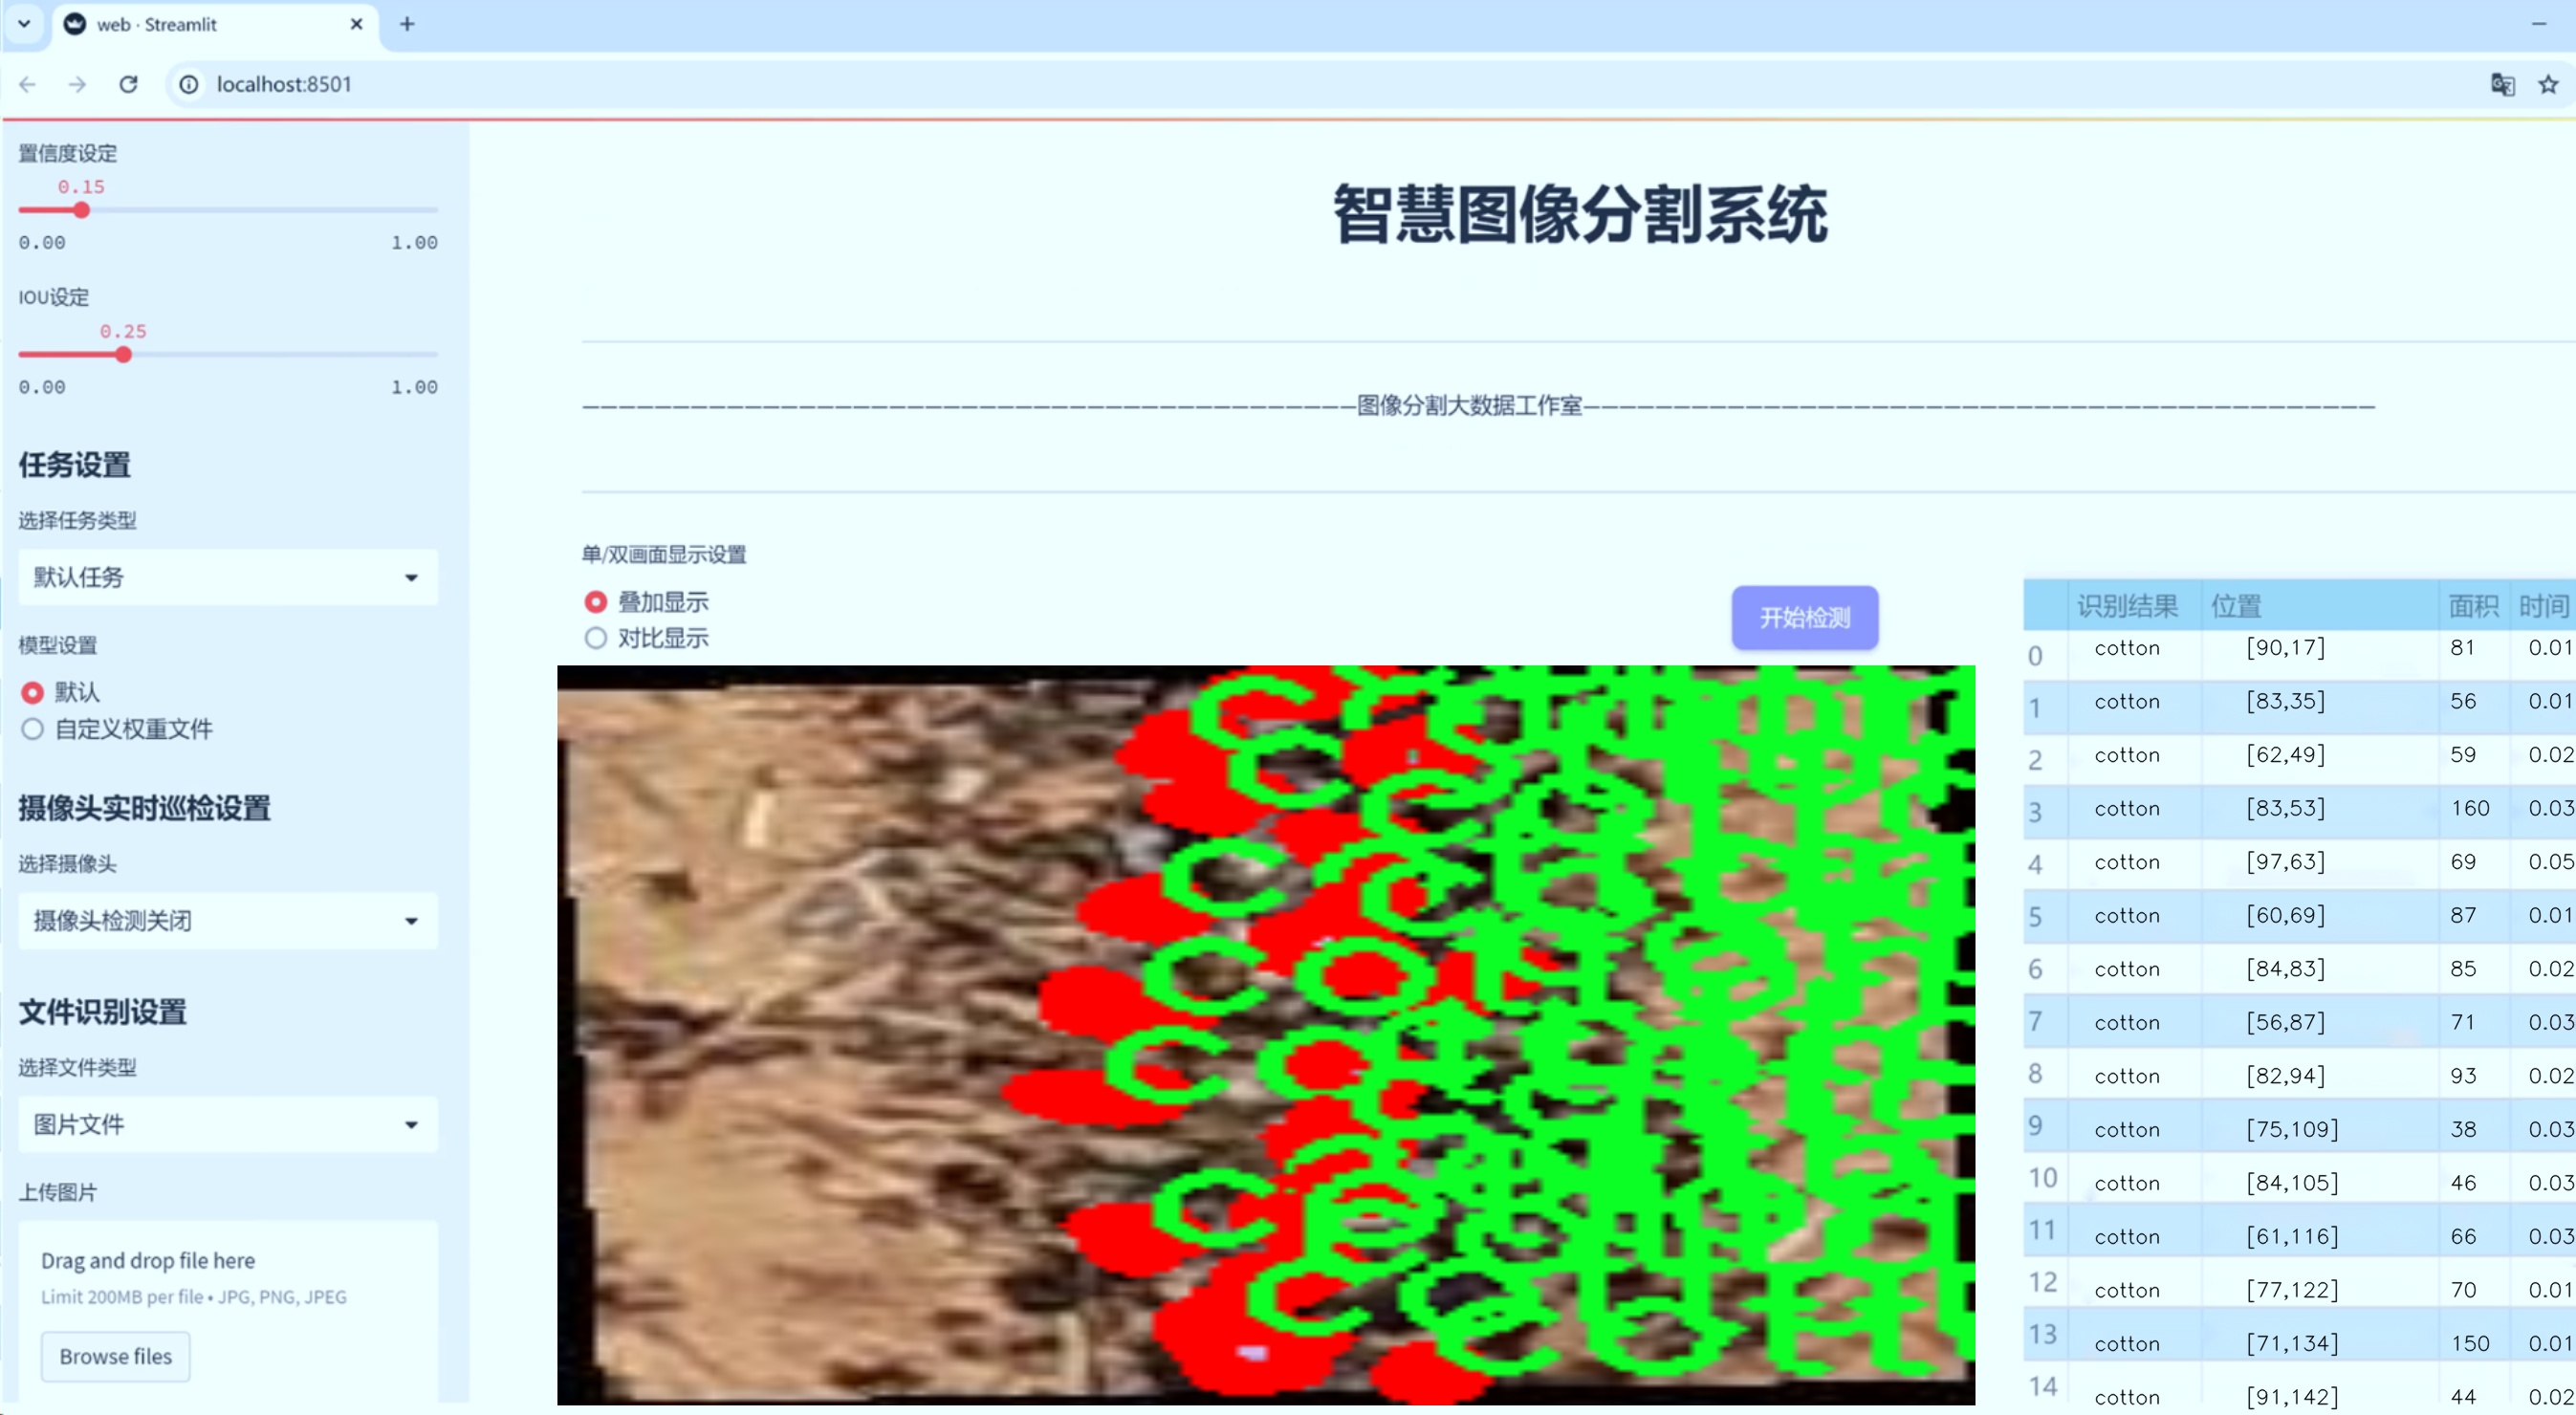 web · Streamlit
localhost:8501
置信度设定
0.15
0.00 1.00
IOU设定
0.25
0.00 1.00
任务设置
选择任务类型
默认任务
模型设置
默认
自定义权重文件
摄像头实时巡检设置
选择摄像头
摄像头检测关闭
文件识别设置
选择文件类型
图片文件
上传图片
Drag and drop file here
Limit 200MB per file • JPG, PNG, JPEG
Browse files
智慧图像分割系统
图像分割大数据工作室
单/双画面显示设置
叠加显示
对比显示
开始检测
识别结果 位置 面积 时间
0 cotton [90,17] 81 0.01
1 cotton [83,35] 56 0.01
2 cotton [62,49] 59 0.02
3 cotton [83,53] 160 0.03
4 cotton [97,63] 69 0.05
5 cotton [60,69] 87 0.01
6 cotton [84,83] 85 0.02
7 cotton [56,87] 71 0.03
8 cotton [82,94] 93 0.02
9 cotton [75,109] 38 0.03
10 cotton [84,105] 46 0.03
11 cotton [61,116] 66 0.03
12 cotton [77,122] 70 0.01
13 cotton [71,134] 150 0.01
14 cotton [91,142] 44 0.02